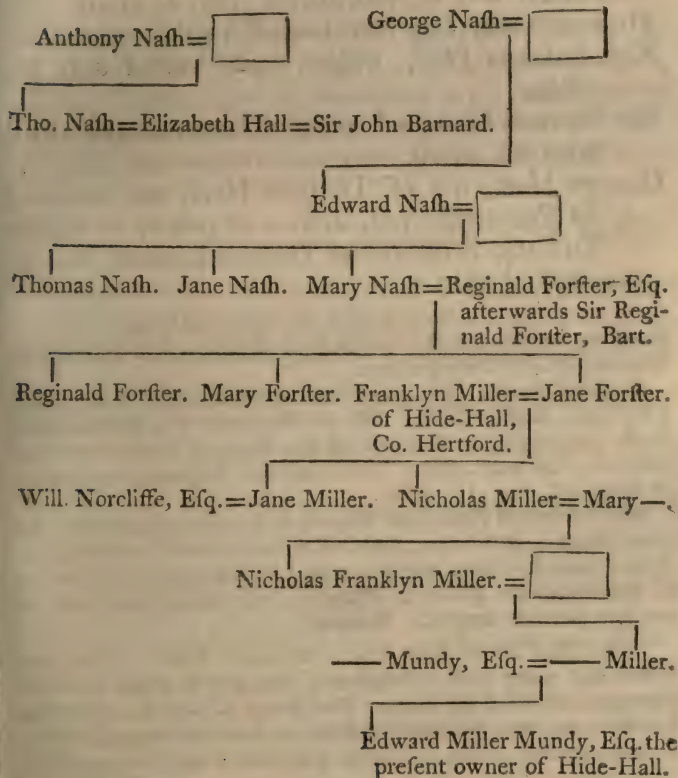 George Naſh=
Anthony Naſh=
Tho. Naſh=Elizabeth Hall=Sir John Barnard.
Edward Naſh=
Thomas Naſh. Jane Naſh. Mary Naſh=Reginald Forſter, Eſq.
afterwards Sir Regi-
nald Forſter, Bart.
Reginald Forſter. Mary Forſter. Franklyn Miller=Jane Forſter.
of Hide-Hall,
Co. Hertford.
Will. Norcliffe, Eſq.=Jane Miller. Nicholas Miller=Mary—.
Nicholas Franklyn Miller.=
—— Mundy, Eſq.=—— Miller.
Edward Miller Mundy, Eſq. the
preſent owner of Hide-Hall.